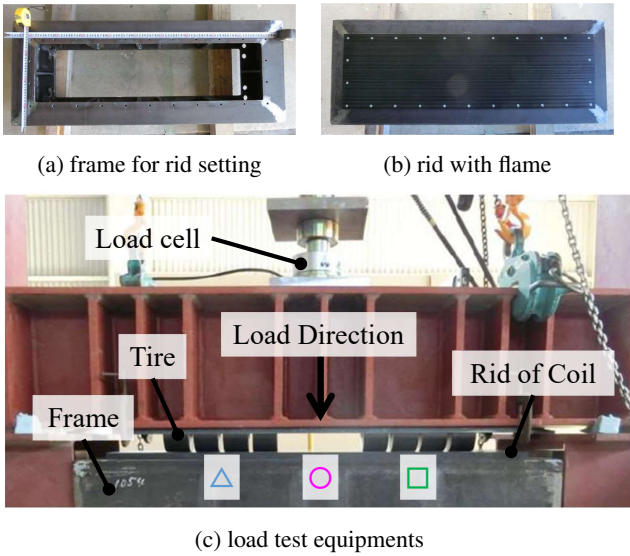 (a) frame for rid setting
(b) rid with flame
Load cell
Load Direction
Tire
Rid of Coil
Frame
(c) load test equipments